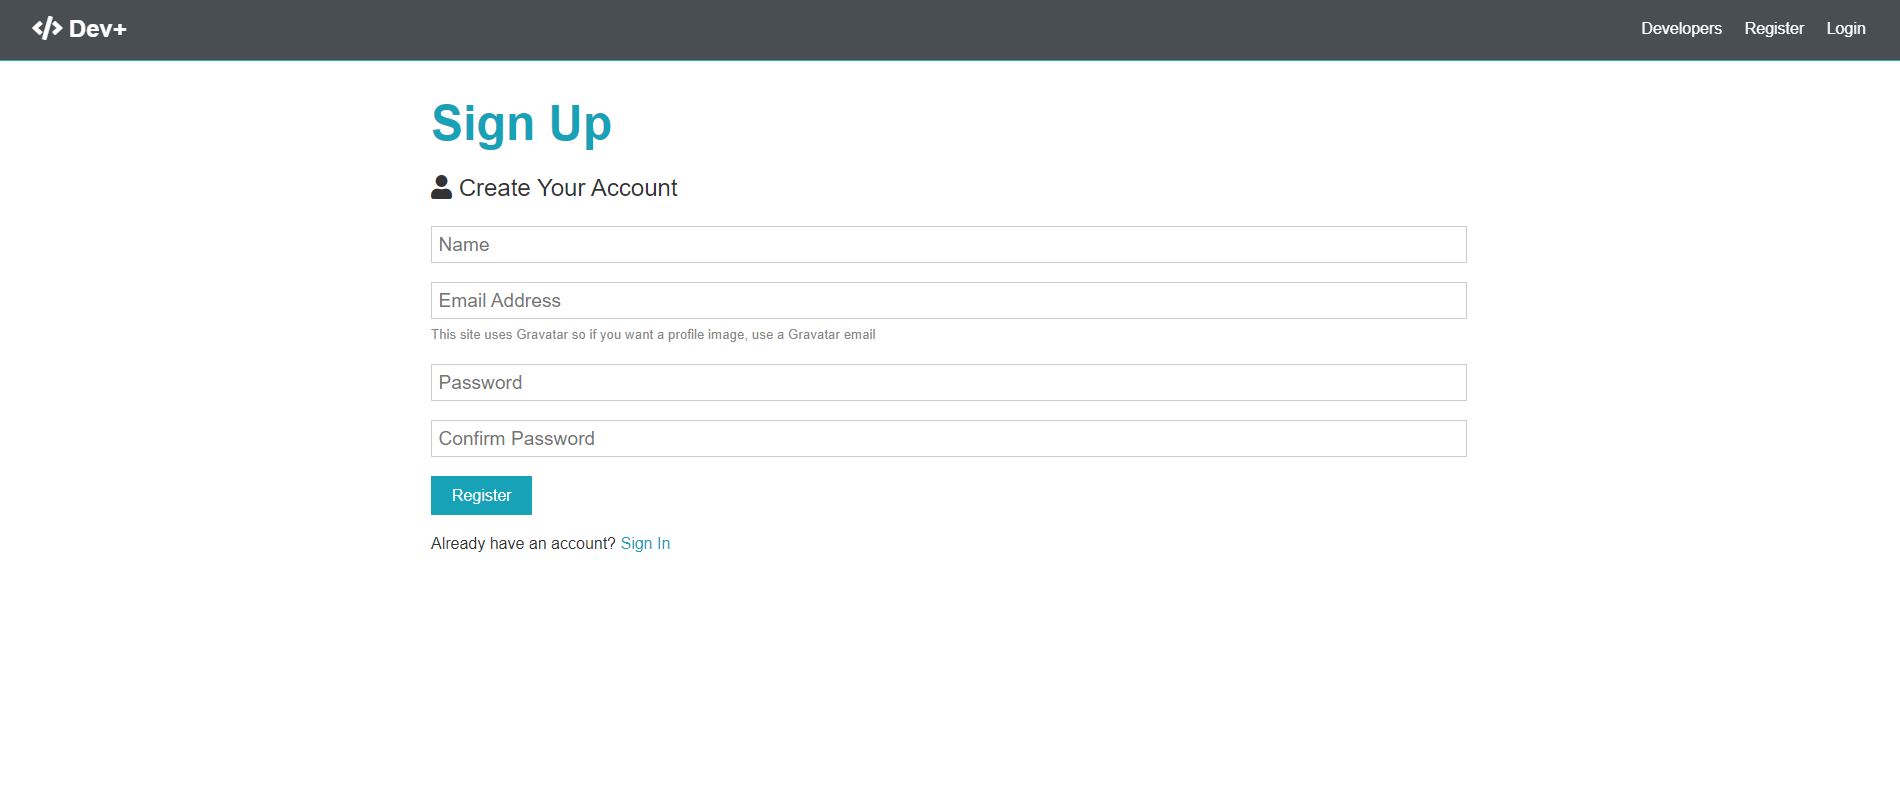 Dev+
Developers Register Login
Sign Up
Create Your Account
Name
Email Address
This site uses Gravatar so if you want a profile image, use a Gravatar email
Password
Confirm Password
Register
Already have an account? Sign In